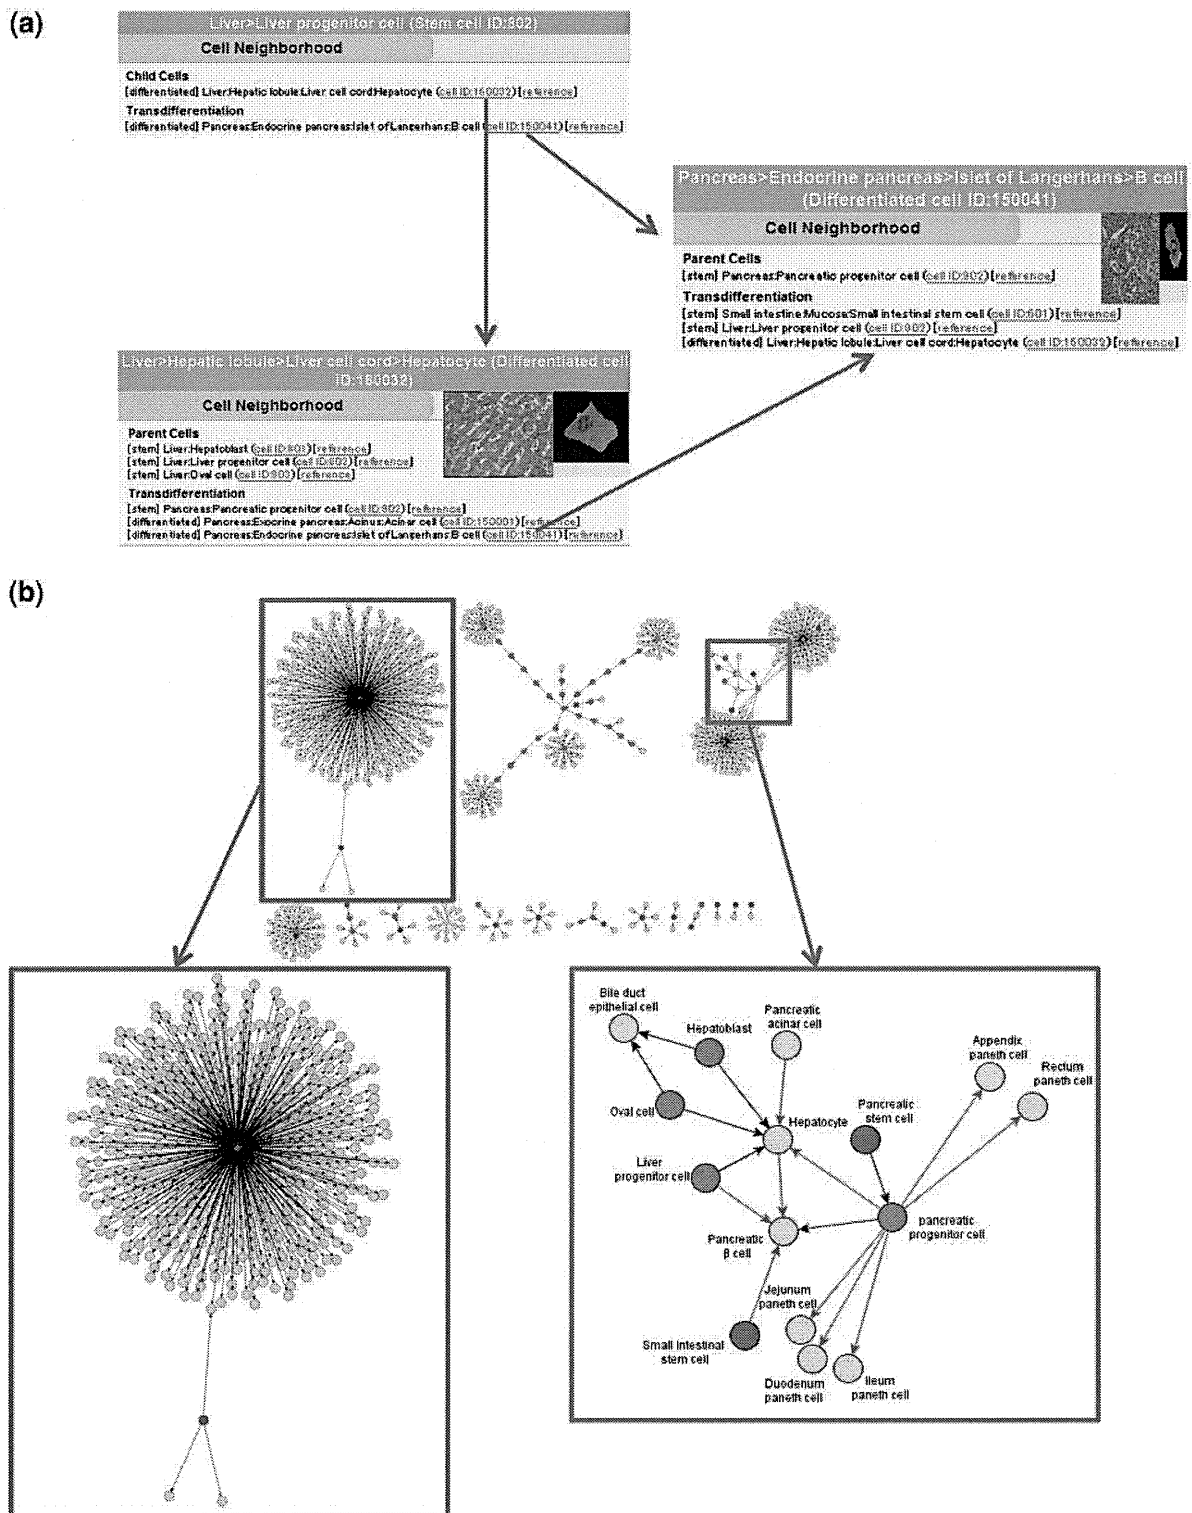 (a)
Liver>Liver progenitor cell (Stem cell ID:802)
Cell Neighborhood
Child Cells
[differentiated] Liver:Hepatic lobule:Liver cell cord:Hepatocyte (cell ID:150032)[reference]
Transdifferentiation
[differentiated] Pancreas:Endocrine pancreas:Islet of Langerhans:B cell (cell ID:150041)[reference]
Pancreas>Endocrine pancreas>Islet of Langerhans>B cell
(Differentiated cell ID:150041)
Cell Neighborhood
Parent Cells
[stem] Pancreas:Pancreatic progenitor cell (cell ID:902)[reference]
Transdifferentiation
[stem] Small intestine:Mucosa:Small intestinal stem cell (cell ID:601)[reference]
[stem] Liver:Liver progenitor cell (cell ID:802)[reference]
[differentiated] Liver:Hepatic lobule:Liver cell cord:Hepatocyte (cell ID:150032)[reference]
Liver>Hepatic lobule>Liver cell cord>Hepatocyte (Differentiated cell
ID:150032)
Cell Neighborhood
Parent Cells
[stem] Liver:Hepatoblast (cell ID:801)[reference]
[stem] Liver:Liver progenitor cell (cell ID:802)[reference]
[stem] Liver:Oval cell (cell ID:803)[reference]
Transdifferentiation
[stem] Pancreas:Pancreatic progenitor cell (cell ID:902)[reference]
[differentiated] Pancreas:Exocrine pancreas:Acinus:Acinar cell (cell ID:150001)[reference]
[differentiated] Pancreas:Endocrine pancreas:Islet of Langerhans:B cell (cell ID:150041)[reference]
(b)
Bile duct
epithelial cell
Hepatoblast
Pancreatic
acinar cell
Appendix
paneth cell
Rectum
paneth cell
Oval cell
Hepatocyte
Pancreatic
stem cell
Liver
progenitor cell
Pancreatic
β cell
pancreatic
progenitor cell
Jejunum
paneth cell
Small intestinal
stem cell
Duodenum
paneth cell
Ileum
paneth cell